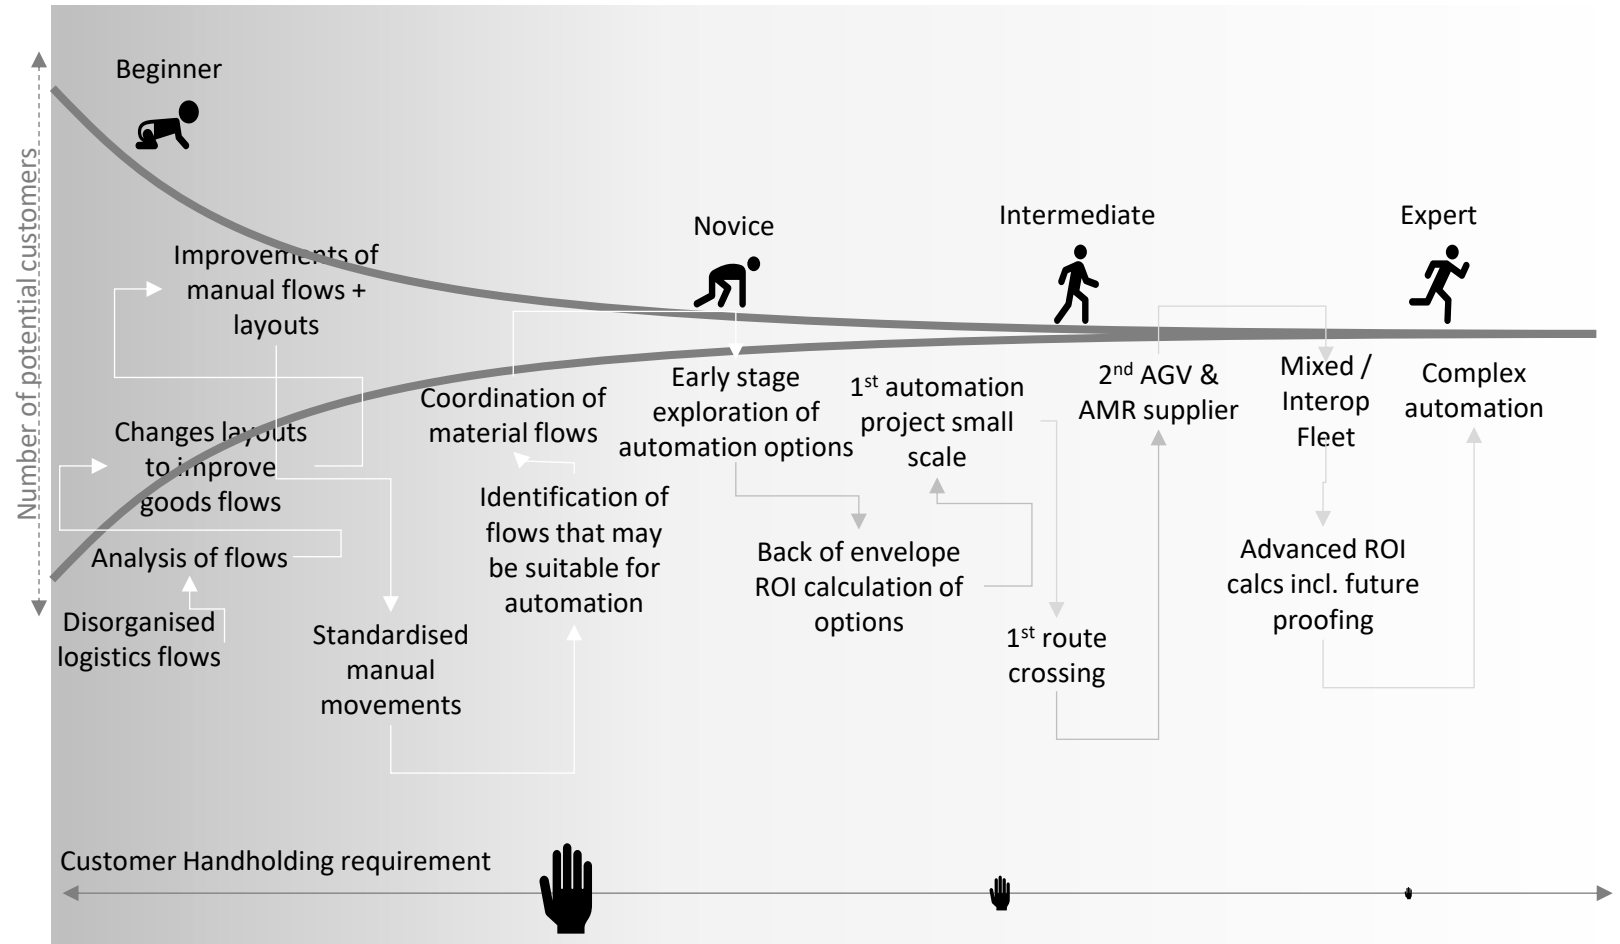 Beginner
Number of potential customers
Improvements of
manual flows +
layouts
Changes layouts
to improve
goods flows
Analysis of flows
Disorganised
logistics flows
Standardised
manual
movements
Coordination of
material flows
Identification of
flows that may
be suitable for
automation
Novice
Early stage
exploration of
automation options
Back of envelope
ROI calculation of
options
1st automation
project small
scale
Intermediate
1st route
crossing
2nd AGV &
AMR supplier
Expert
Mixed /
Interop
Fleet
Advanced ROI
calcs incl. future
proofing
Complex
automation
Customer Handholding requirement